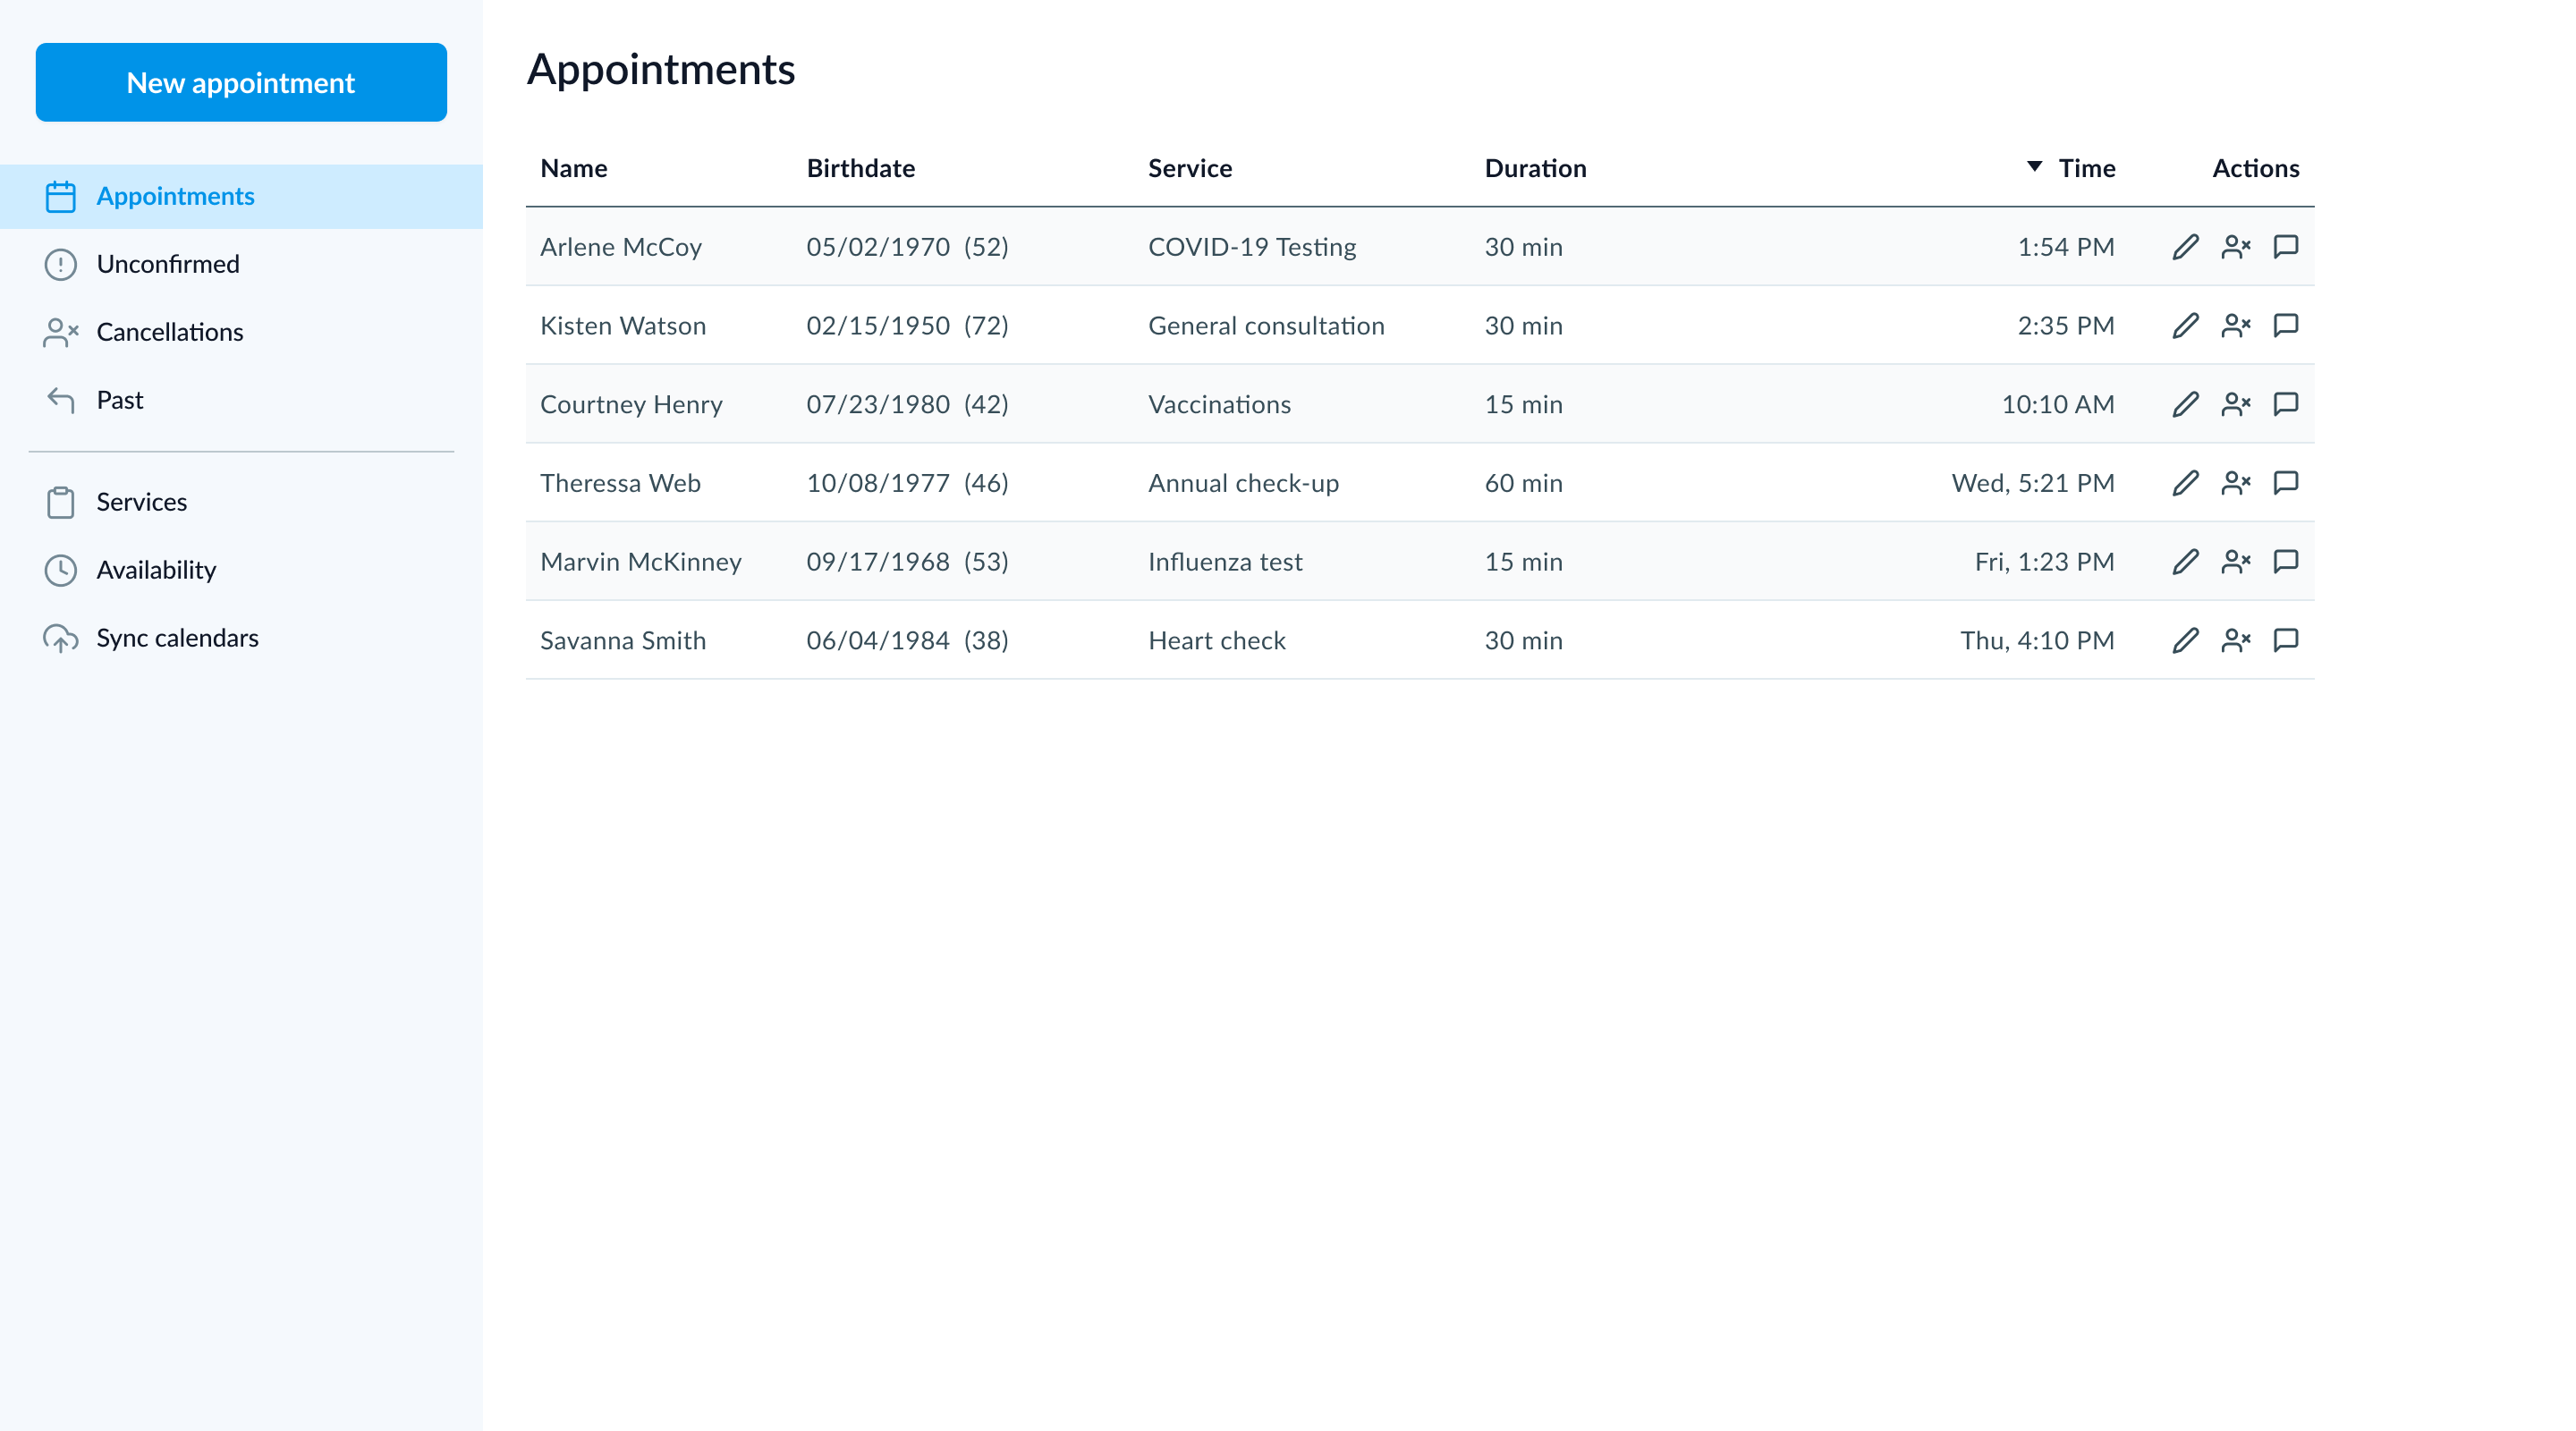 New appointment
Appointments
Unconfirmed
Cancellations
Past
Services
Availability
Sync calendars
Appointments
Name Birthdate Service Duration Time Actions
Arlene McCoy 05/02/1970 (52) COVID-19 Testing 30 min 1:54 PM
Kisten Watson 02/15/1950 (72) General consultation 30 min 2:35 PM
Courtney Henry 07/23/1980 (42) Vaccinations 15 min 10:10 AM
Theressa Web 10/08/1977 (46) Annual check-up 60 min Wed, 5:21 PM
Marvin McKinney 09/17/1968 (53) Influenza test 15 min Fri, 1:23 PM
Savanna Smith 06/04/1984 (38) Heart check 30 min Thu, 4:10 PM